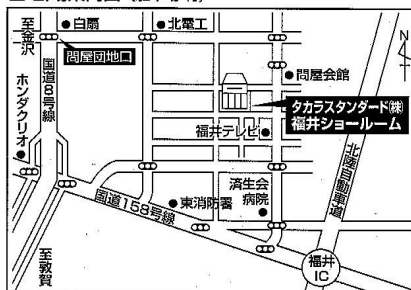 至金沢
白扇
北電工
N
問屋団地口
問屋会館
国道8号線
ホンダクリオ
タカラスタンダード㈱
福井ショールーム
福井テレビ
北陸自動車道
済生会
病院
東消防署
国道158号線
至敦賀
福井
IC